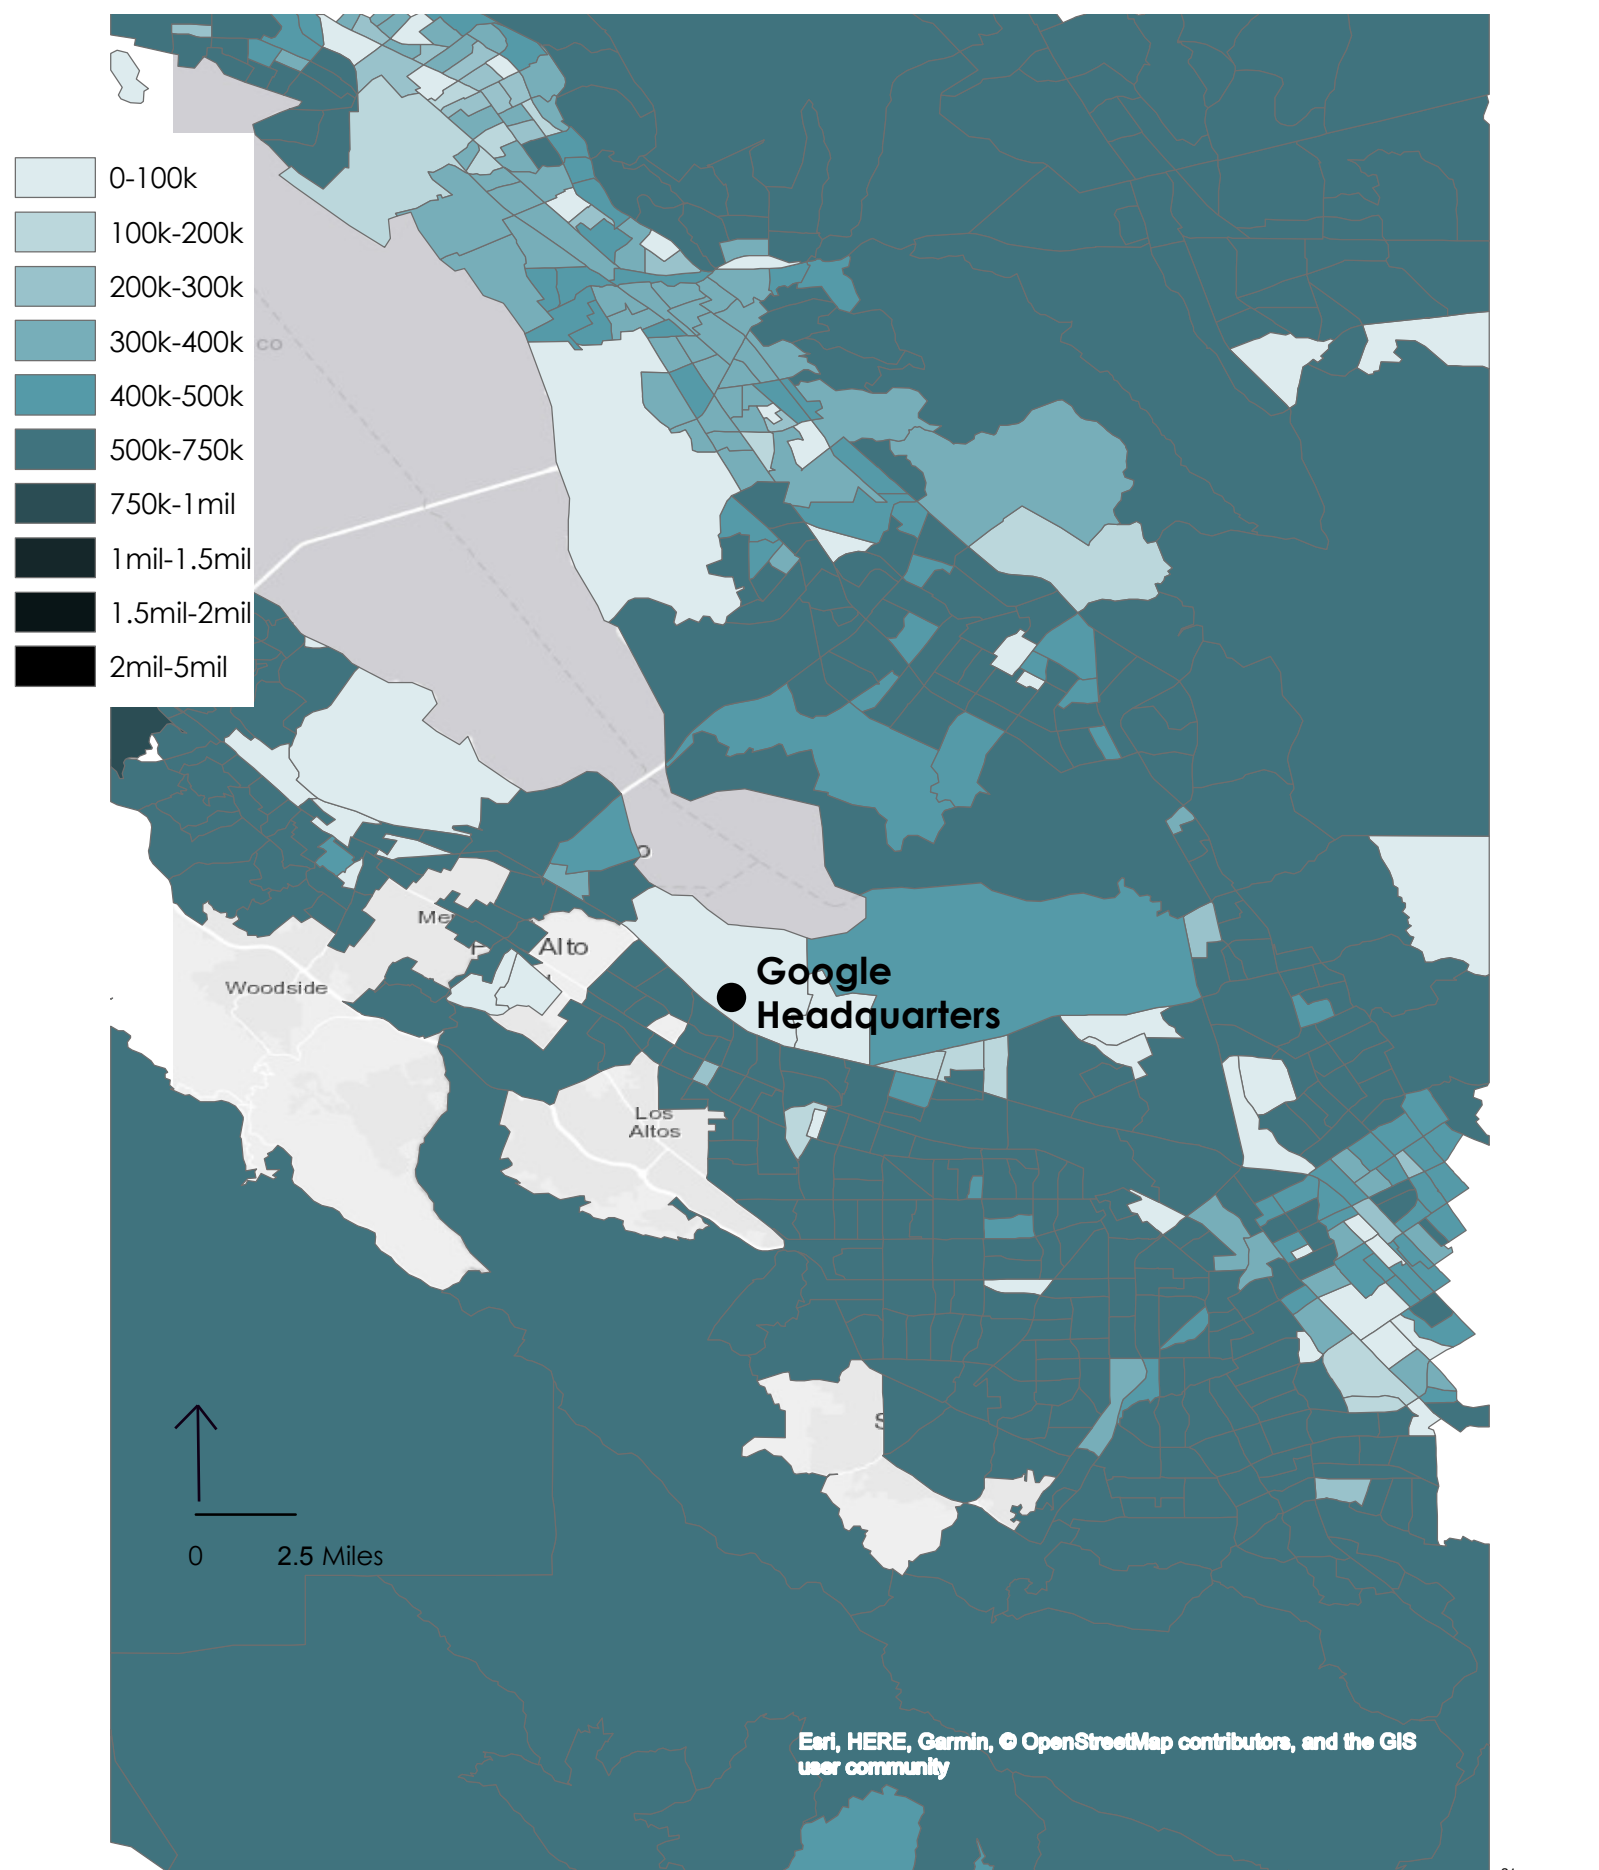 0-100k
100k-200k
200k-300k
300k-400k
co
400k-500k
500k-750k
750k-1mil
1mil-1.5mil
1.5mil-2mil
2mil-5mil
o
Me
Alto
Google
Headquarters
Woodside
Los
Altos
S
0 2.5 Miles
Esri, HERE, Garmin, © OpenStreetMap contributors, and the GIS
user community